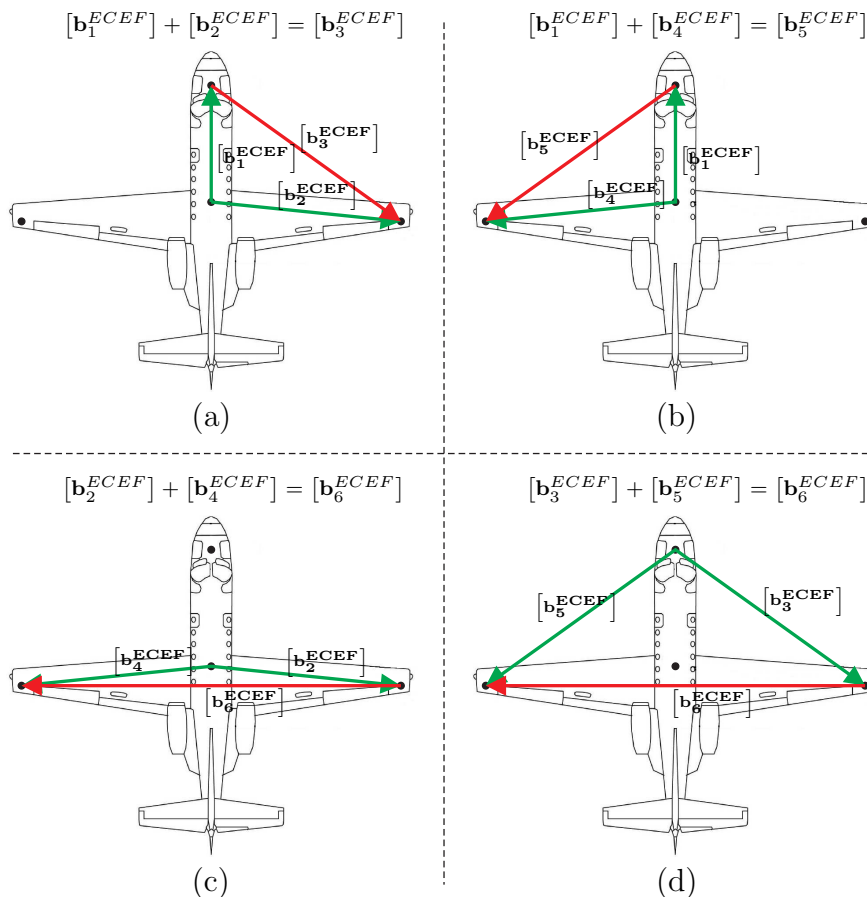 [b₁^{ECEF}] + [b₂^{ECEF}] = [b₃^{ECEF}]
[b₃^{ECEF}]
[b₁^{ECEF}]
[b₂^{ECEF}]
(a)
[b₁^{ECEF}] + [b₄^{ECEF}] = [b₅^{ECEF}]
[b₅^{ECEF}]
[b₁^{ECEF}]
[b₄^{ECEF}]
(b)
[b₂^{ECEF}] + [b₄^{ECEF}] = [b₆^{ECEF}]
[b₄^{ECEF}] [b₂^{ECEF}]
[b₆^{ECEF}]
(c)
[b₃^{ECEF}] + [b₅^{ECEF}] = [b₆^{ECEF}]
[b₅^{ECEF}] [b₃^{ECEF}]
[b₆^{ECEF}]
(d)